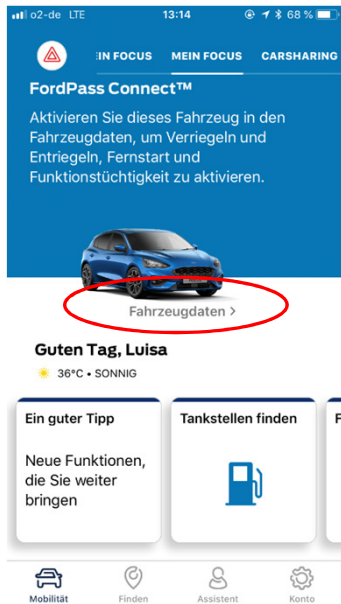 o2-de LTE 13:14 68 %
IN FOCUS MEIN FOCUS CARSHARING
FordPass Connect™
Aktivieren Sie dieses Fahrzeug in den
Fahrzeugdaten, um Verriegeln und
Entriegeln, Fernstart und
Funktionstüchtigkeit zu aktivieren.
Fahrzeugdaten >
Guten Tag, Luisa
36°C • SONNIG
Ein guter Tipp
Neue Funktionen,
die Sie weiter
bringen
Tankstellen finden
F
Mobilität Finden Assistent Konto